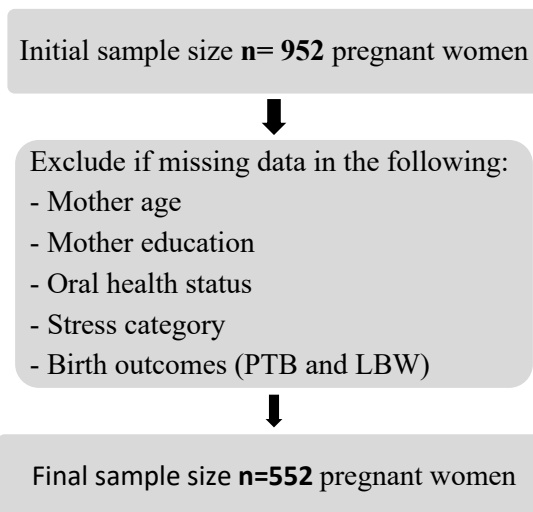 Initial sample size n= 952 pregnant women
Exclude if missing data in the following:
- Mother age
- Mother education
- Oral health status
- Stress category
- Birth outcomes (PTB and LBW)
Final sample size n=552 pregnant women